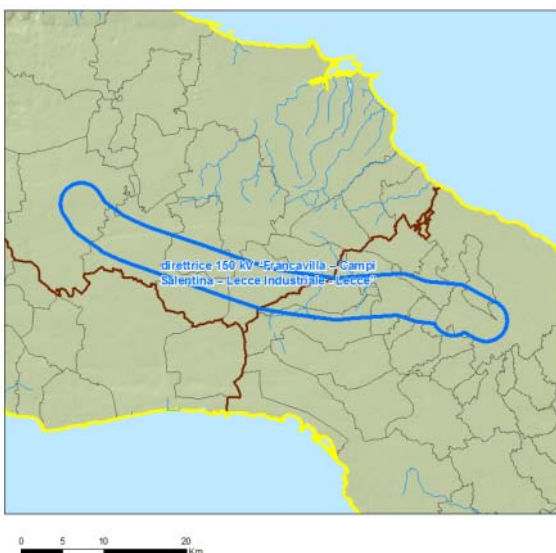 direttrice 150 kV "Francavilla – Campi
Salentina – Lecce Industriale – Lecce"
0 5 10 20
Km